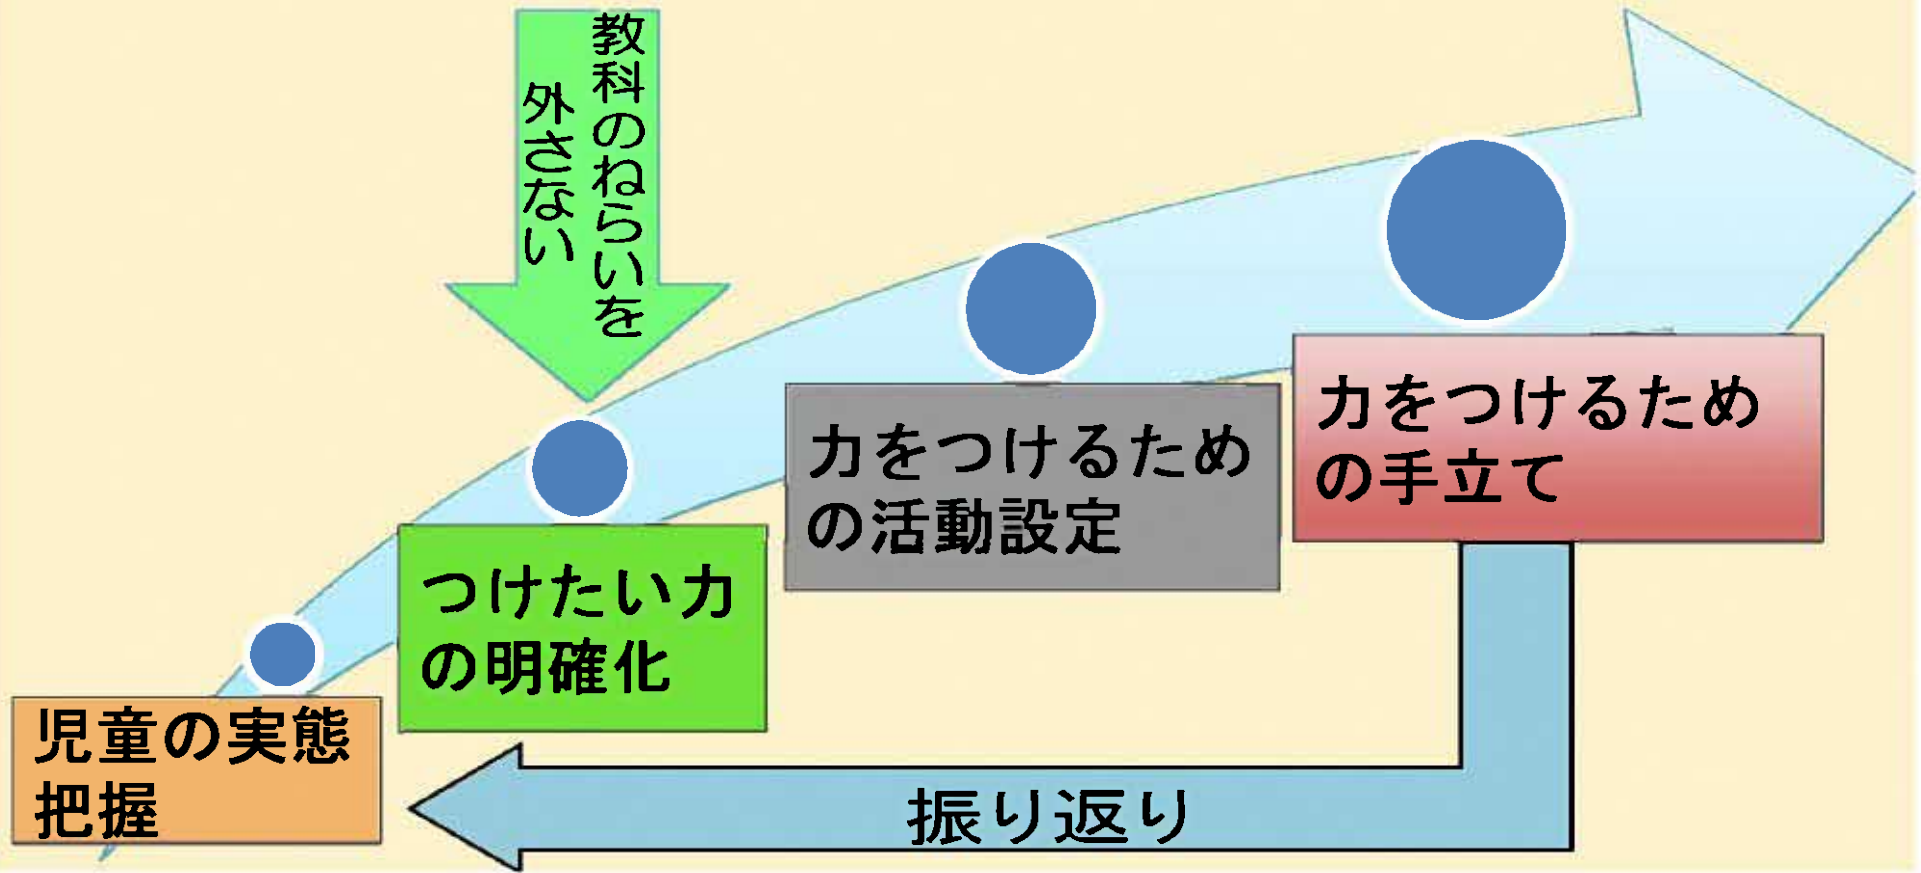 教科のねらいを
外さない
力をつけるため
の手立て
力をつけるため
の活動設定
つけたい力
の明確化
児童の実態
把握
振り返り